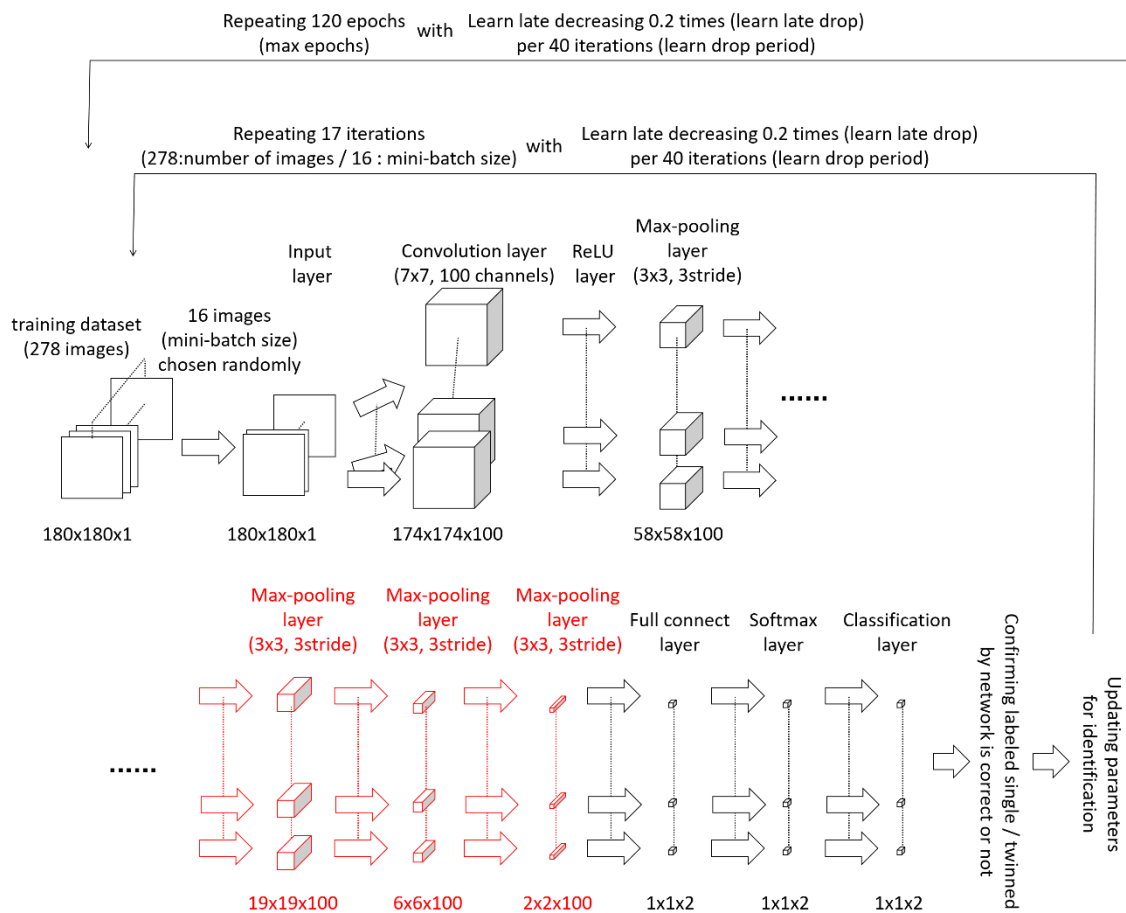 Repeating 120 epochs
(max epochs)
with
Learn late decreasing 0.2 times (learn late drop)
per 40 iterations (learn drop period)
Repeating 17 iterations
(278:number of images / 16 : mini-batch size)
with
Learn late decreasing 0.2 times (learn late drop)
per 40 iterations (learn drop period)
training dataset
(278 images)
16 images
(mini-batch size)
chosen randomly
Input
layer
Convolution layer
(7x7, 100 channels)
ReLU
layer
Max-pooling
layer
(3x3, 3stride)
......
180x180x1
180x180x1
174x174x100
58x58x100
......
Max-pooling
layer
(3x3, 3stride)
Max-pooling
layer
(3x3, 3stride)
Max-pooling
layer
(3x3, 3stride)
Full connect
layer
Softmax
layer
Classification
layer
Confirming labeled single / twinned
by network is correct or not
Updating parameters
for identification
19x19x100
6x6x100
2x2x100
1x1x2
1x1x2
1x1x2